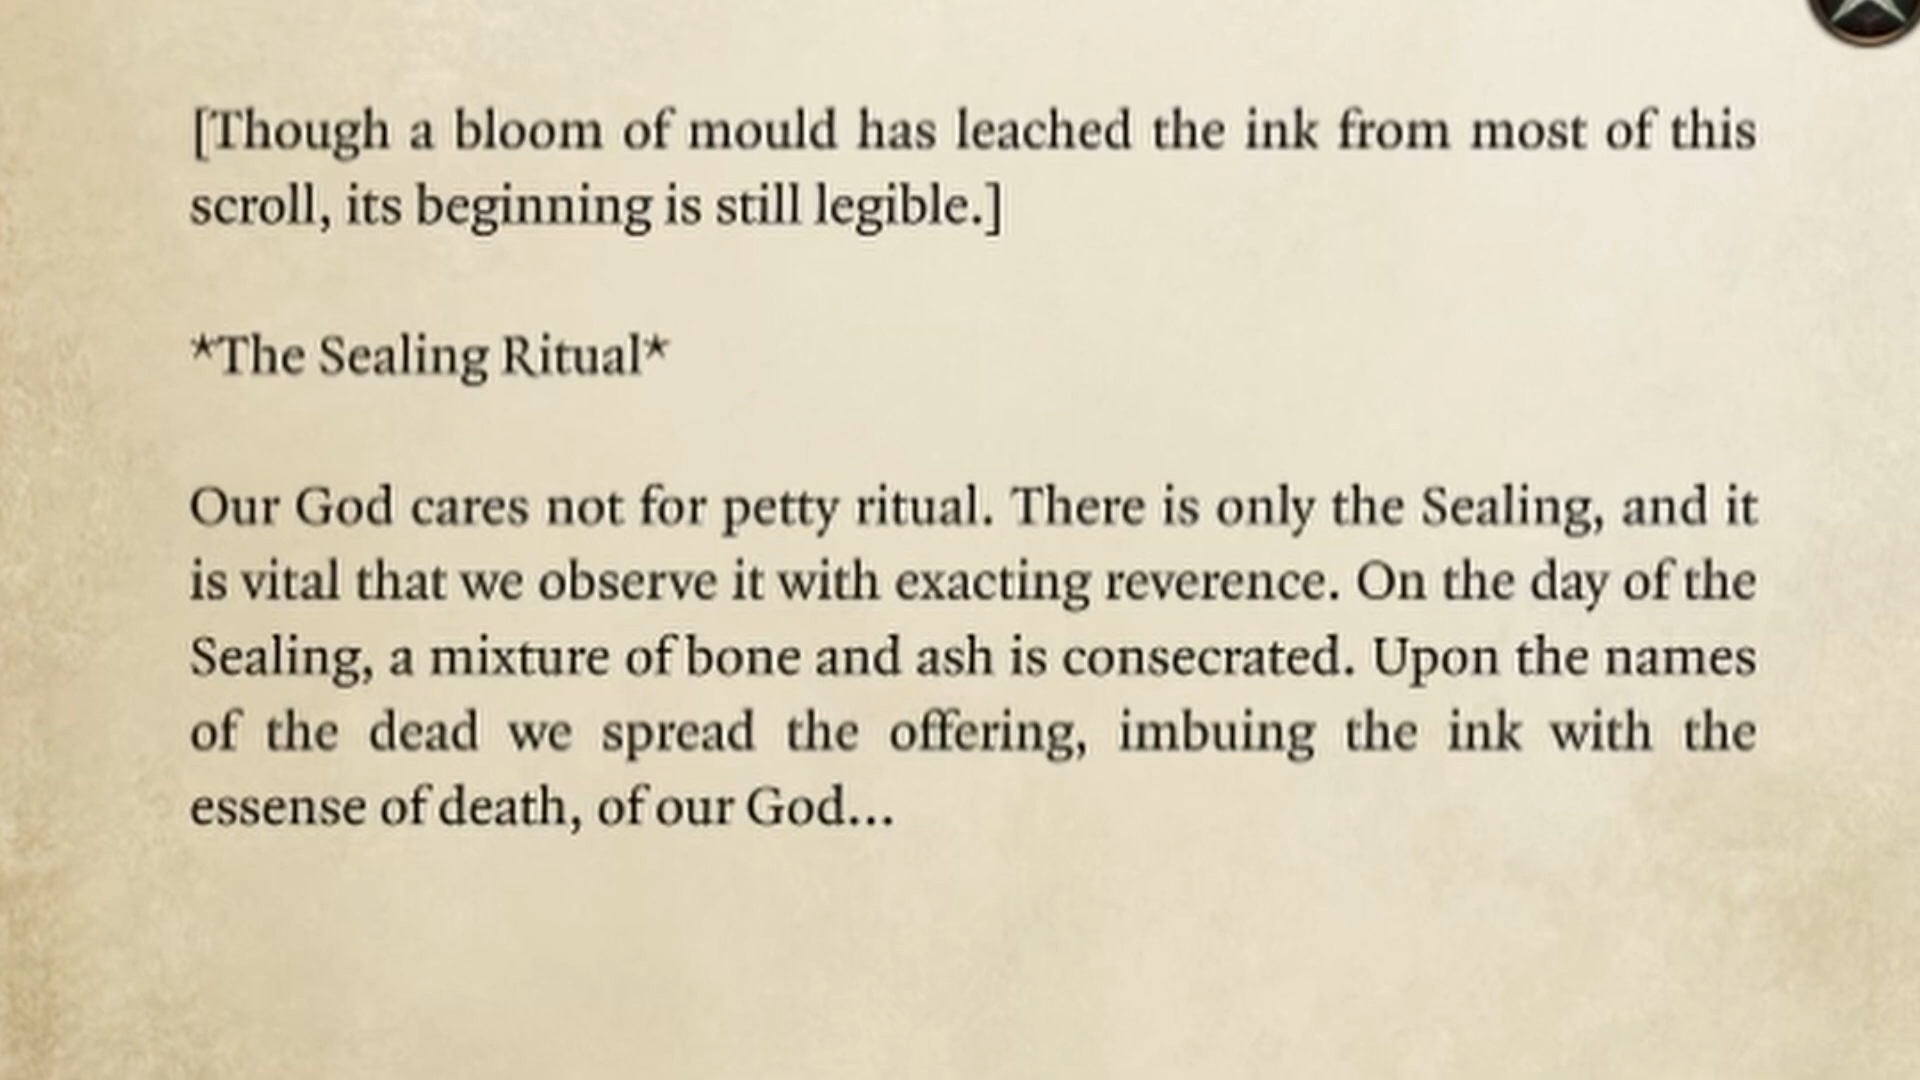 [Though a bloom of mould has leached the ink from most of this
scroll, its beginning is still legible.]
*The Sealing Ritual*
Our God cares not for petty ritual. There is only the Sealing, and it
is vital that we observe it with exacting reverence. On the day of the
Sealing, a mixture of bone and ash is consecrated. Upon the names
of the dead we spread the offering, imbuing the ink with the
essense of death, of our God...